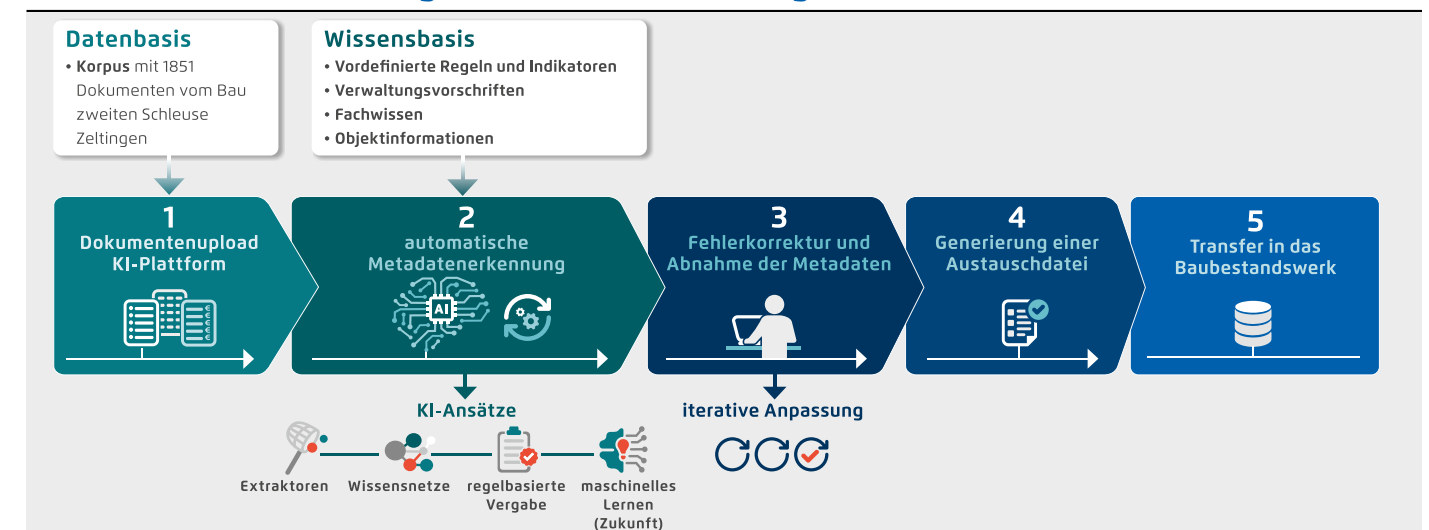 Datenbasis
• Korpus mit 1851
Dokumenten vom Bau
zweiten Schleuse
Zeltingen
Wissensbasis
• Vordefinierte Regeln und Indikatoren
• Verwaltungsvorschriften
• Fachwissen
• Objektinformationen
1
Dokumentenupload
KI-Plattform
2
automatische
Metadatenerkennung
AI
3
Fehlerkorrektur und
Abnahme der Metadaten
4
Generierung einer
Austauschdatei
5
Transfer in das
Baubestandswerk
KI-Ansätze
Extraktoren
Wissensnetze
regelbasierte
Vergabe
maschinelles
Lernen
(Zukunft)
iterative Anpassung